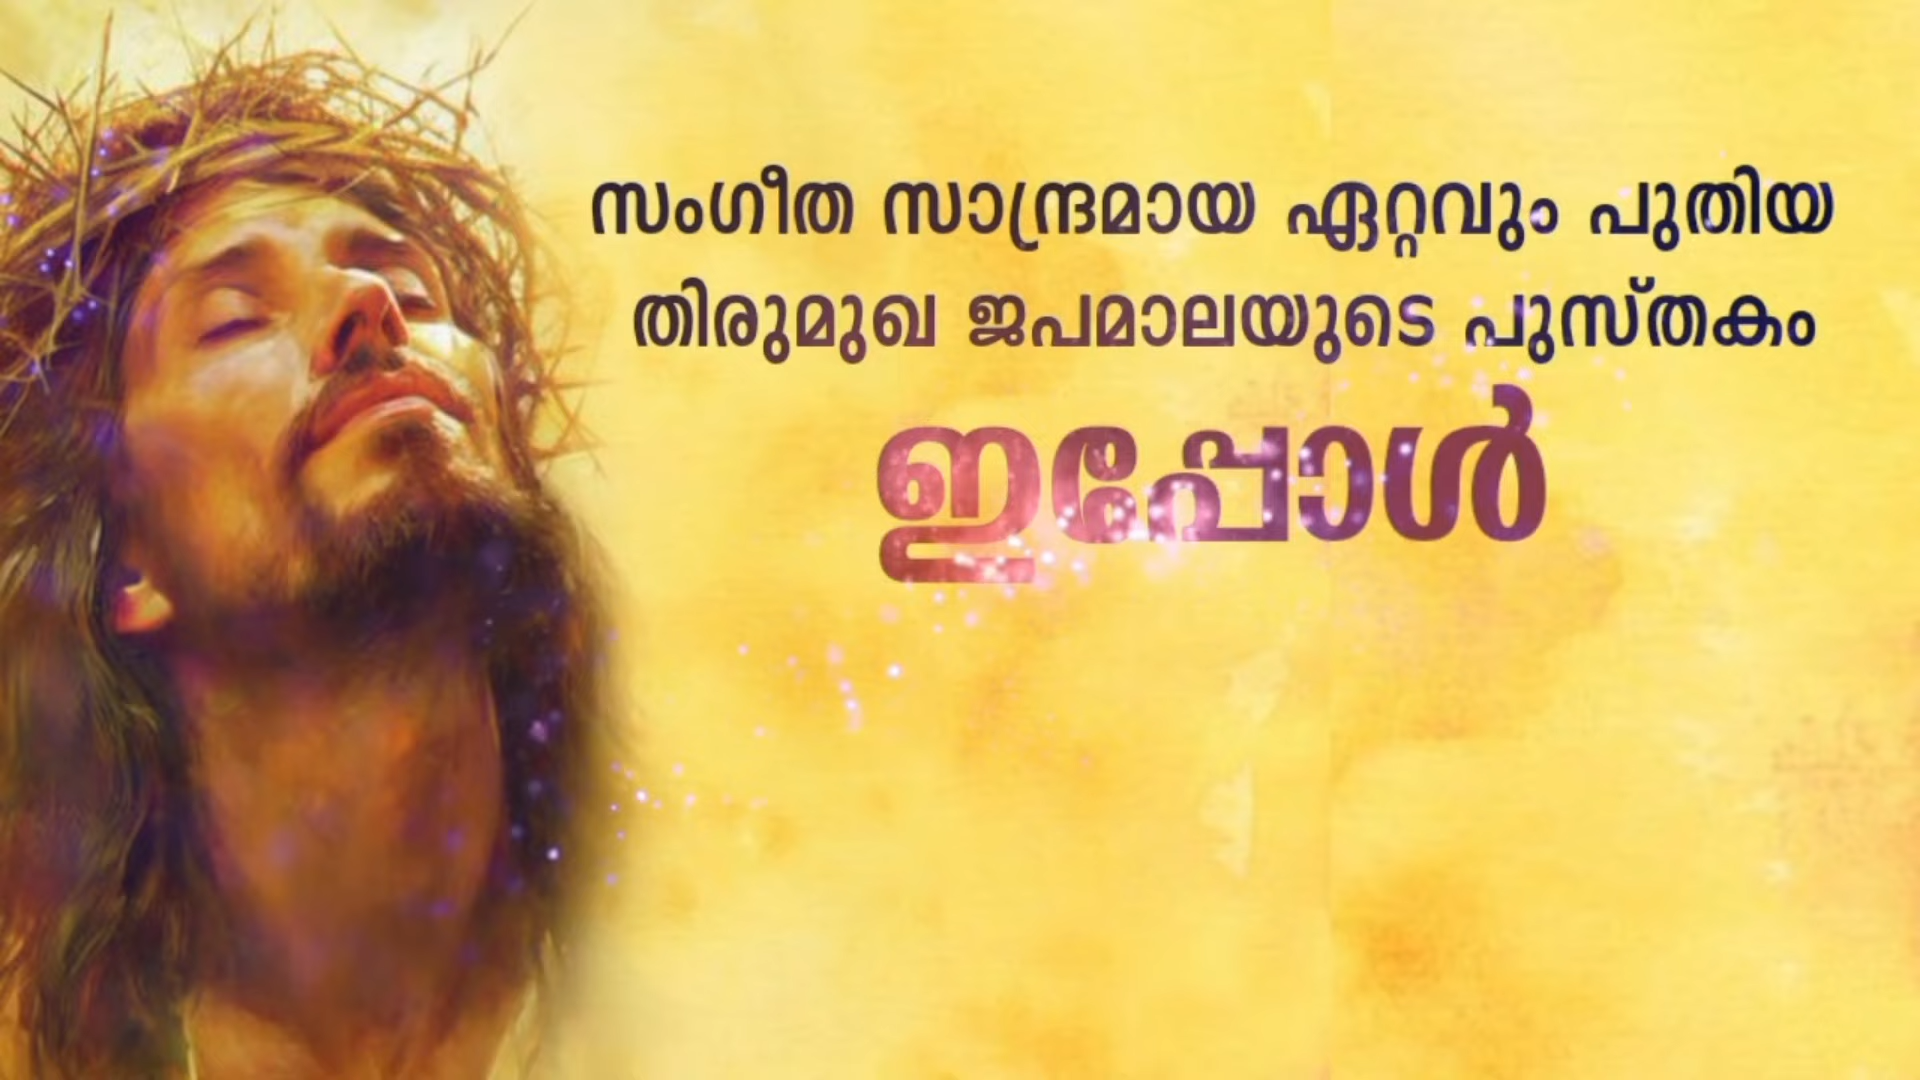 സംഗീത സാന്ദ്രമായ ഏറ്റവും പുതിയ
തിരുമുഖ ജപമാലയുടെ പുസ്തകം
ഇപ്പോൾ